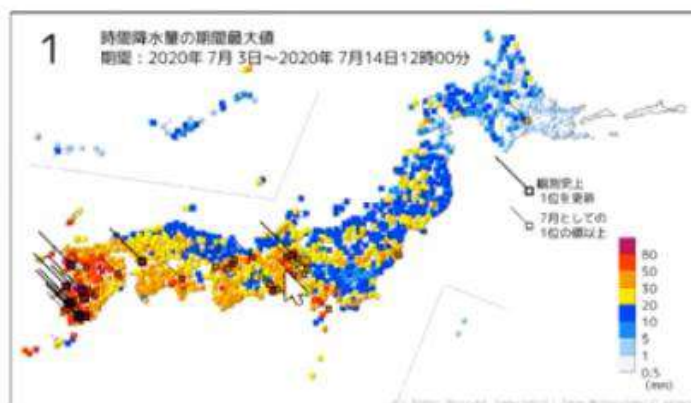 1
時間降水量の期間最大値
期間：2020年 7月 3日～2020年 7月14日12時00分
観測史上
1位を更新
7月としての
1位の値以上
80
50
30
20
10
5
1
0.5
(mm)